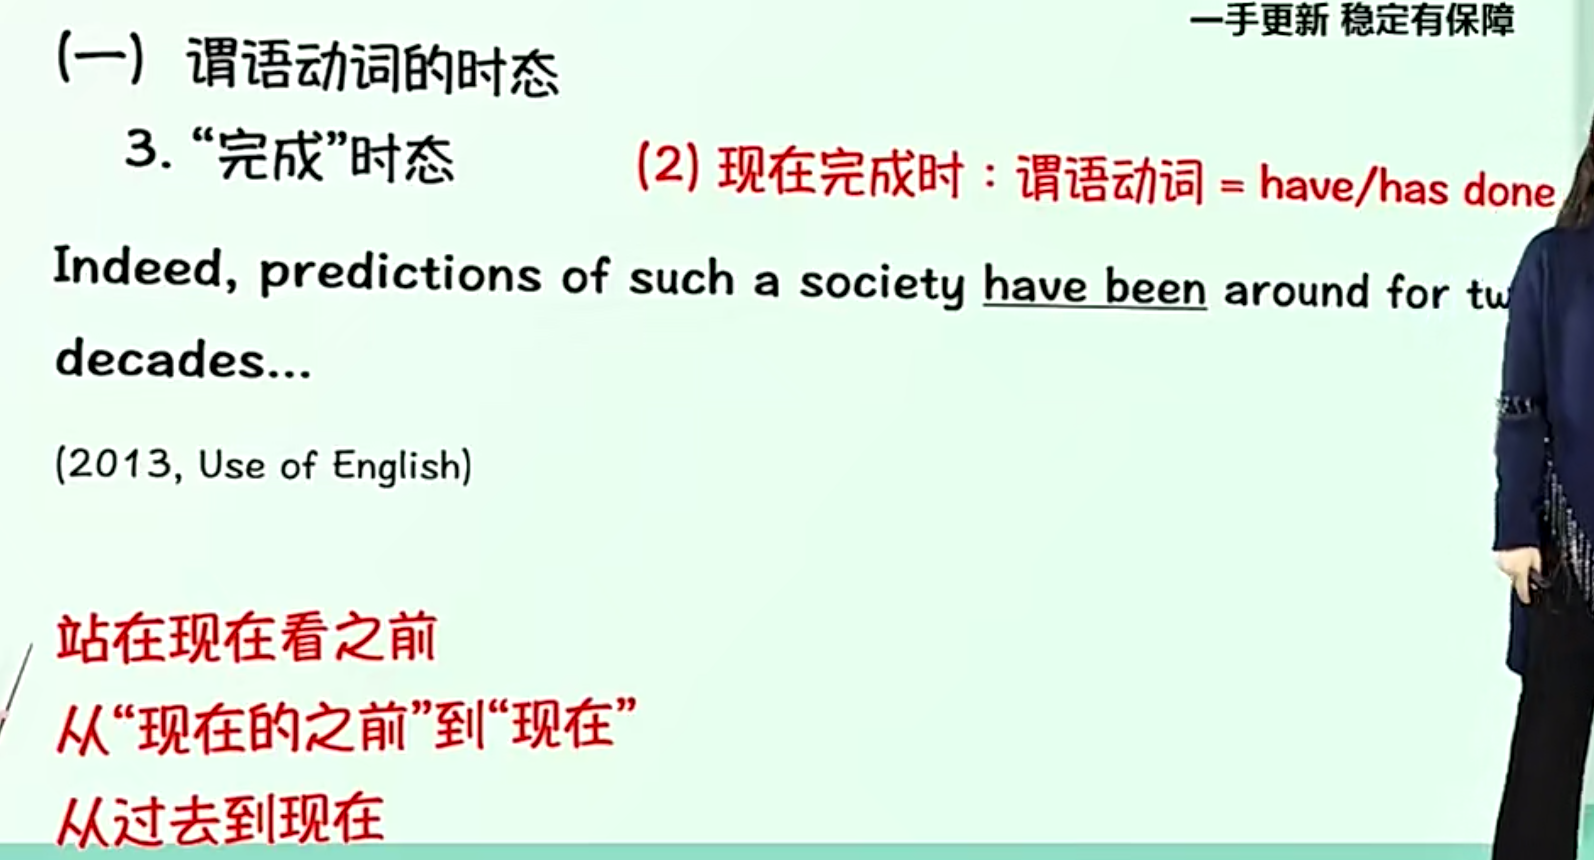 一手更新 稳定有保障
(一) 谓语动词的时态
3. “完成”时态
(2) 现在完成时：谓语动词 = have/has done
Indeed, predictions of such a society have been around for
decades...
(2013, Use of English)
站在现在看之前
从“现在的之前”到“现在”
从过去到现在